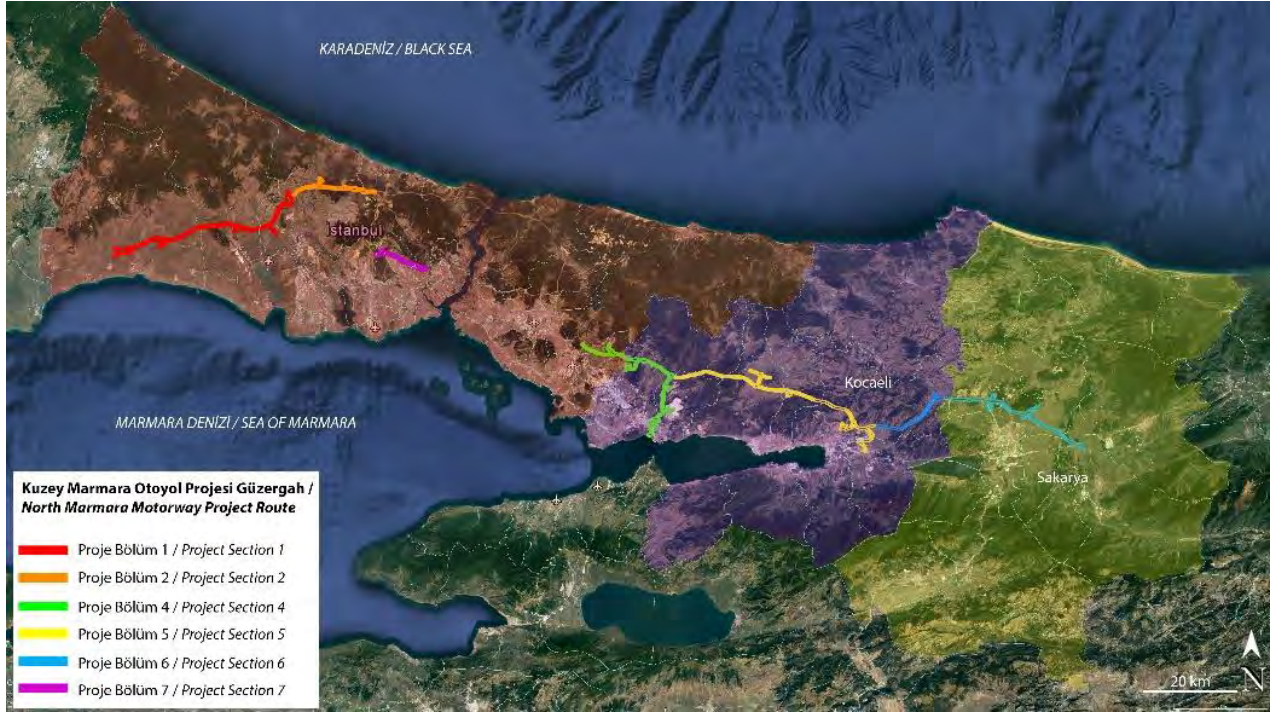 KARADENİZ / BLACK SEA
İstanbul
Kocaeli
MARMARA DENİZİ / SEA OF MARMARA
Sakarya
Kuzey Marmara Otoyol Projesi Güzergah /
North Marmara Motorway Project Route
Proje Bölüm 1 / Project Section 1
Proje Bölüm 2 / Project Section 2
Proje Bölüm 4 / Project Section 4
Proje Bölüm 5 / Project Section 5
Proje Bölüm 6 / Project Section 6
Proje Bölüm 7 / Project Section 7
20 km
N